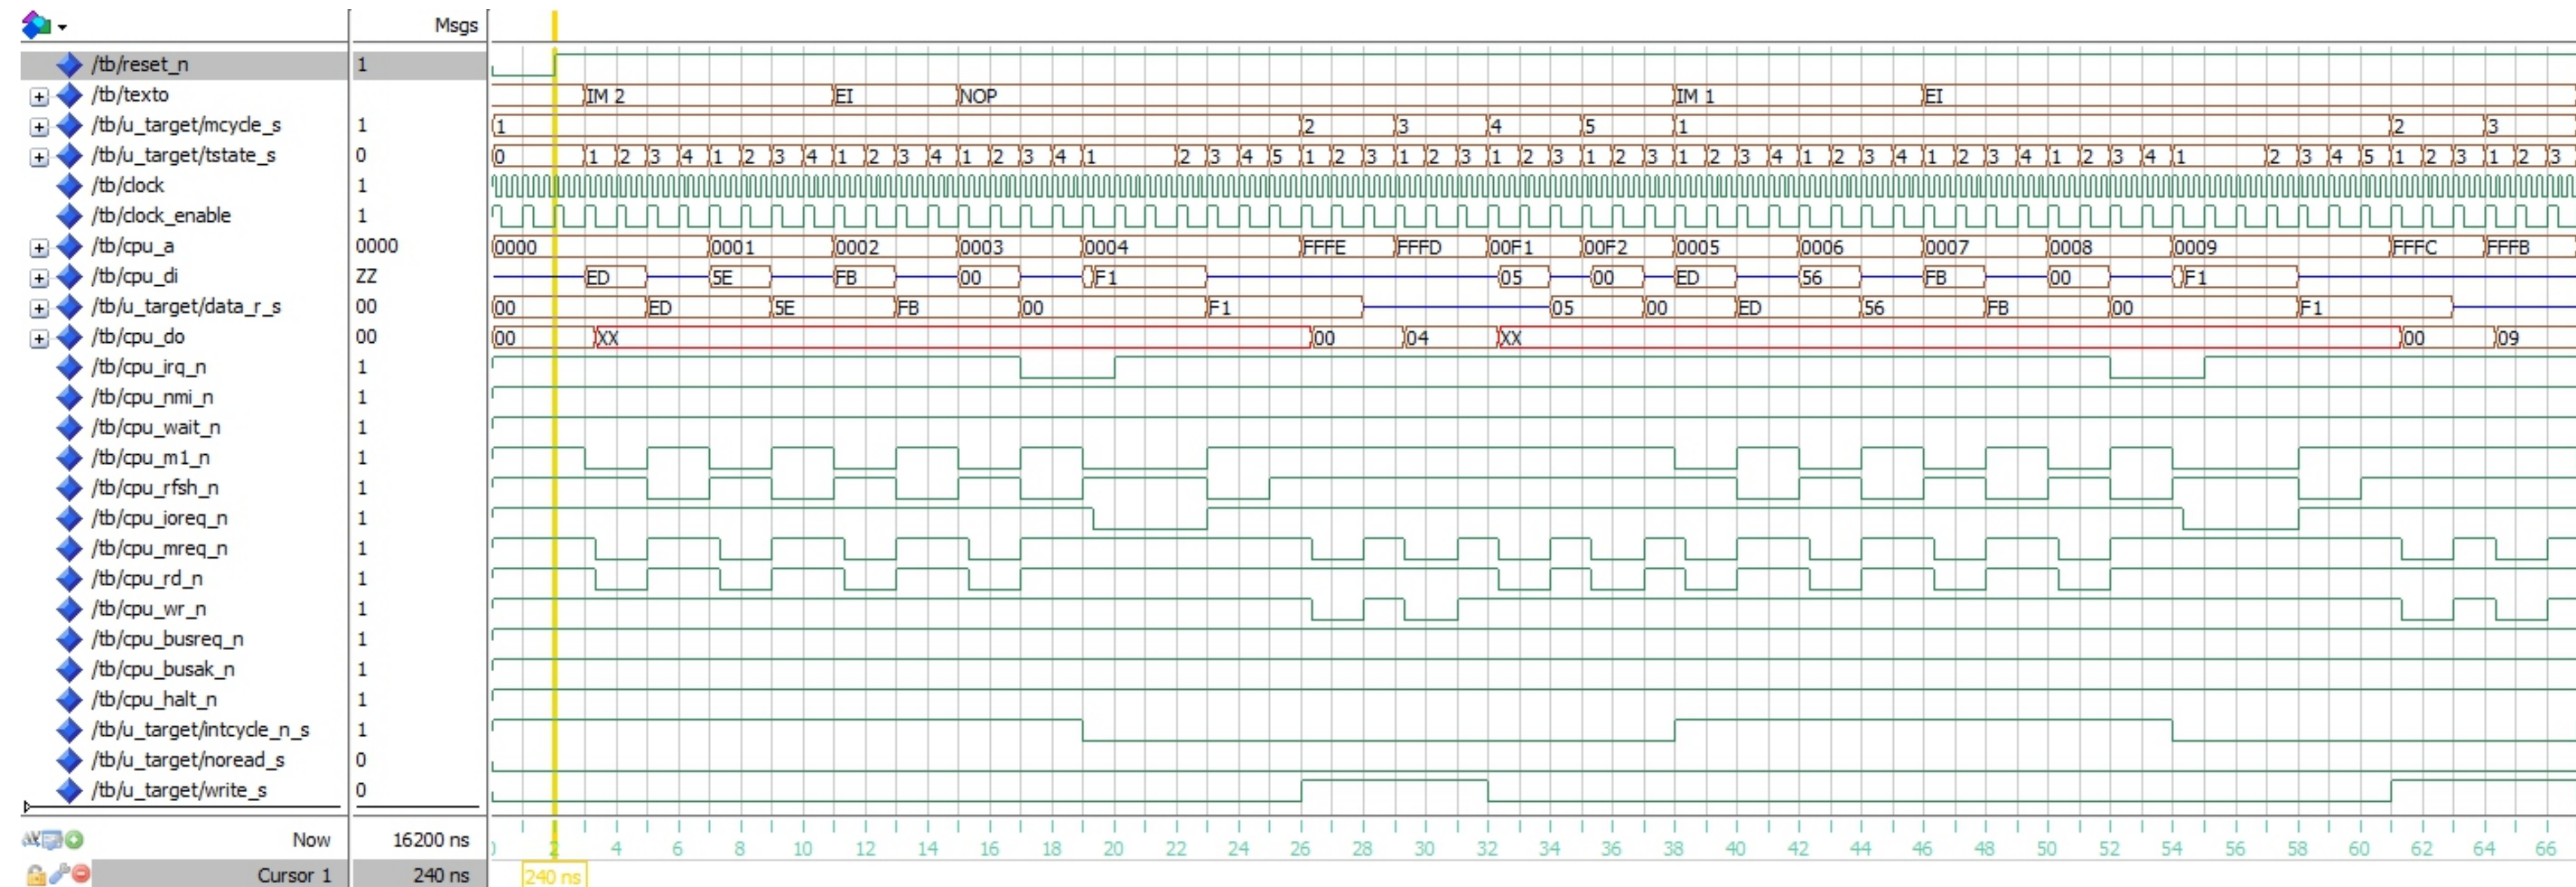 Msgs
/tb/reset_n 1
/tb/texto IM 2 EI NOP IM 1 EI
/tb/u_target/mcycle_s 1 1 2 3 4 5 1 2 3
/tb/u_target/tstate_s 0 0 1 2 3 4 1 2 3 4 1 2 3 4 1 2 3 4 1 2 3 4 5 1 2 3 1 2 3 1 2 3 1 2 3 1 2 3 4 1 2 3 4 1 2 3 4 1 2 3 4 1 2 3 4 5 1 2 3 1 2 3
/tb/clock 1
/tb/clock_enable 1
/tb/cpu_a 0000 0000 0001 0002 0003 0004 FFFE FFFD 00F1 00F2 0005 0006 0007 0008 0009 FFFC FFFB
/tb/cpu_di ZZ ED 5E FB 00 F1 05 00 ED 56 FB 00 F1
/tb/u_target/data_r_s 00 00 ED 5E FB 00 F1 05 00 ED 56 FB 00 F1
/tb/cpu_do 00 00 XX 00 04 XX 00 09
/tb/cpu_irq_n 1
/tb/cpu_nmi_n 1
/tb/cpu_wait_n 1
/tb/cpu_m1_n 1
/tb/cpu_rfsh_n 1
/tb/cpu_ioreq_n 1
/tb/cpu_mreq_n 1
/tb/cpu_rd_n 1
/tb/cpu_wr_n 1
/tb/cpu_busreq_n 1
/tb/cpu_busak_n 1
/tb/cpu_halt_n 1
/tb/u_target/intcycle_n_s 1
/tb/u_target/noread_s 0
/tb/u_target/write_s 0
Now 16200 ns 2 4 6 8 10 12 14 16 18 20 22 24 26 28 30 32 34 36 38 40 42 44 46 48 50 52 54 56 58 60 62 64 66
Cursor 1 240 ns 240 ns